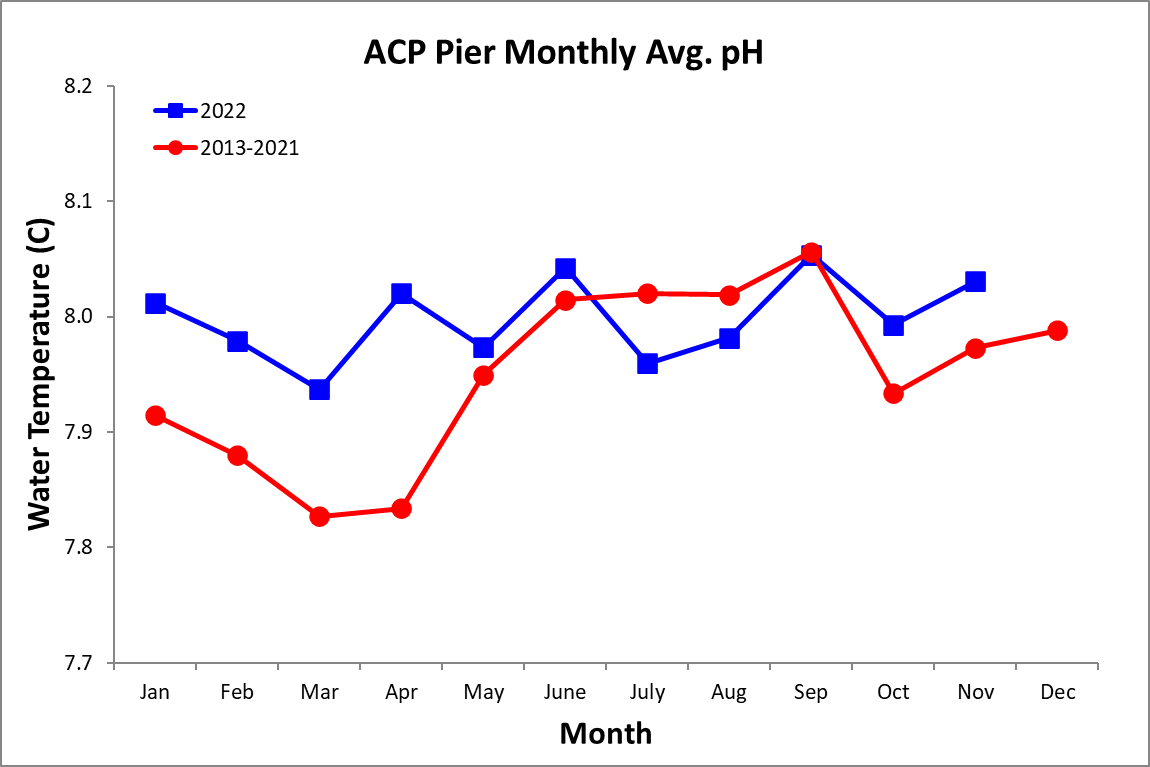 ACP Pier Monthly Avg. pH
2022
2013-2021
Water Temperature (C)
8.2
8.1
8.0
7.9
7.8
7.7
Jan Feb Mar Apr May June July Aug Sep Oct Nov Dec
Month